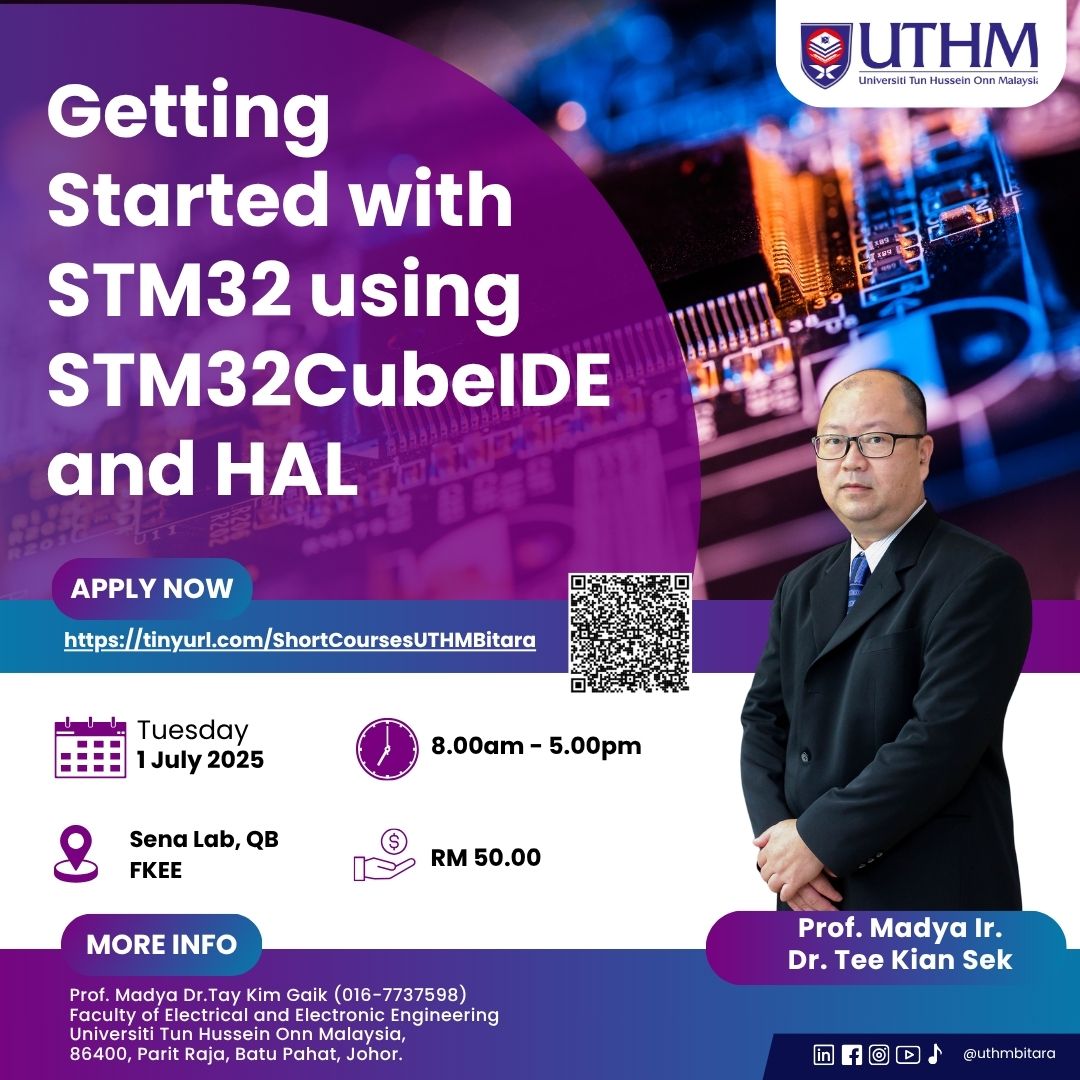 UTHM
Universiti Tun Hussein Onn Malaysia
Getting
Started with
STM32 using
STM32CubeIDE
and HAL
APPLY NOW
https://tinyurl.com/ShortCoursesUTHMBitara
Tuesday
1 July 2025
8.00am - 5.00pm
Sena Lab, QB
FKEE
RM 50.00
Prof. Madya Ir.
Dr. Tee Kian Sek
MORE INFO
Prof. Madya Dr.Tay Kim Gaik (016-7737598)
Faculty of Electrical and Electronic Engineering
Universiti Tun Hussein Onn Malaysia,
86400, Parit Raja, Batu Pahat, Johor.
@uthmbitara